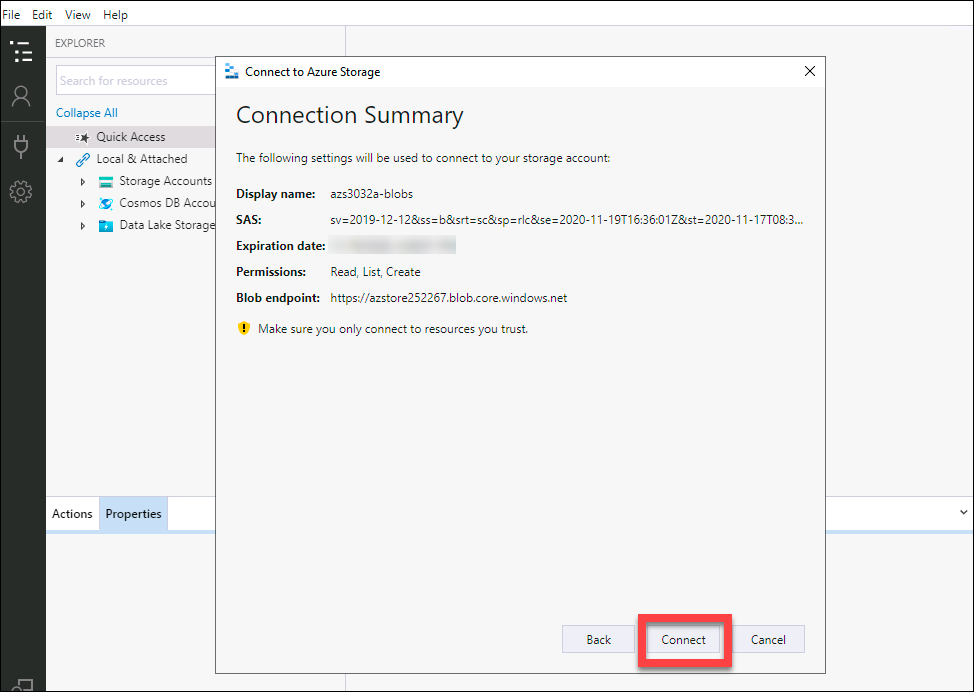 File Edit View Help
EXPLORER
Search for resources
Collapse All
Quick Access
Local & Attached
Storage Accounts
Cosmos DB Accou
Data Lake Storage
Connect to Azure Storage
Connection Summary
The following settings will be used to connect to your storage account:
Display name: azs3032a-blobs
SAS: sv=2019-12-12&ss=b&srt=sc&sp=rlc&se=2020-11-19T16:36:01Z&st=2020-11-17T08:3...
Expiration date:
Permissions: Read, List, Create
Blob endpoint: https://azstore252267.blob.core.windows.net
Make sure you only connect to resources you trust.
Actions Properties
Back Connect Cancel